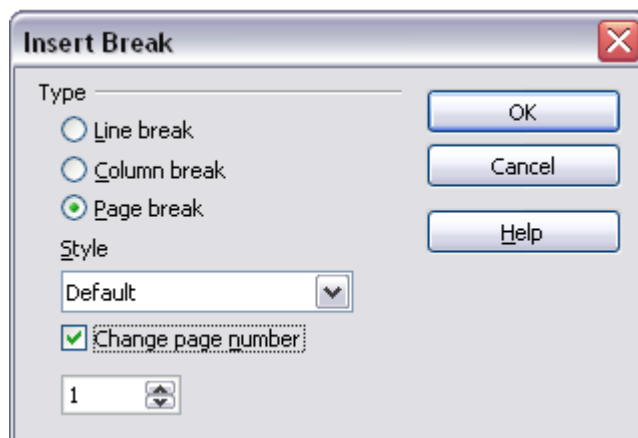 Insert Break
Type
Line break
Column break
Page break
Style
Default
Change page number
1
OK
Cancel
Help